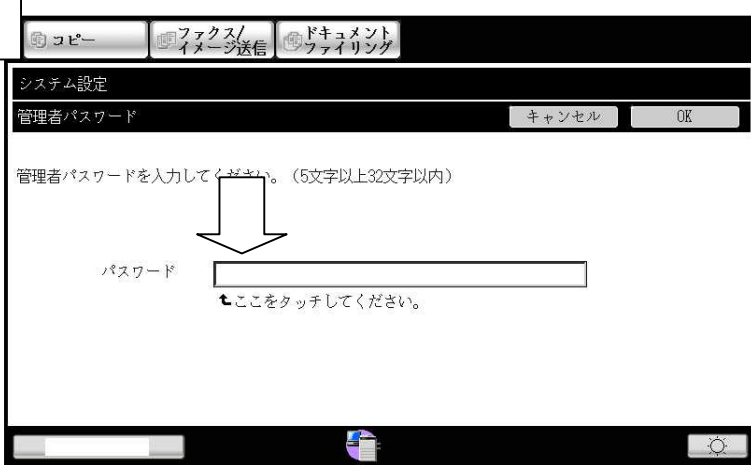 コピー
ファクス/
イメージ送信
ドキュメント
ファイリング
システム設定
管理者パスワード
キャンセル
OK
管理者パスワードを入力してください。（5文字以上32文字以内）
パスワード
ここをタッチしてください。